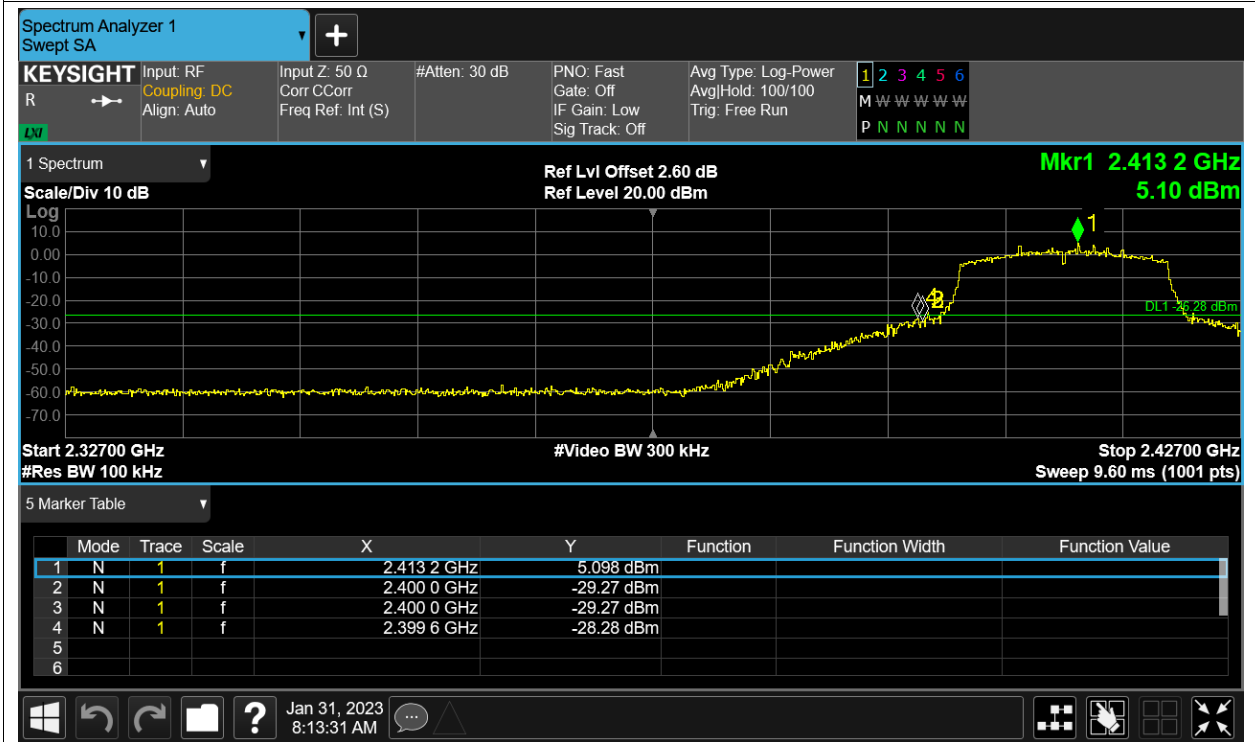 Spectrum Analyzer 1
Swept SA
+
KEYSIGHT Input: RF Input Z: 50 Ω #Atten: 30 dB PNO: Fast Avg Type: Log-Power 1 2 3 4 5 6
R Coupling: DC Corr CCorr Gate: Off Avg|Hold: 100/100 M W W W W W
Align: Auto Freq Ref: Int (S) IF Gain: Low Trig: Free Run
LXI Sig Track: Off P N N N N N
1 Spectrum Ref Lvl Offset 2.60 dB Mkr1 2.413 2 GHz
Scale/Div 10 dB Ref Level 20.00 dBm 5.10 dBm
Log
1
10.0
0.00
-10.0
-20.0
DL1 -26.28 dBm
-30.0
-40.0
-50.0
-60.0
-70.0
Start 2.32700 GHz #Video BW 300 kHz Stop 2.42700 GHz
#Res BW 100 kHz Sweep 9.60 ms (1001 pts)
5 Marker Table
Mode Trace Scale X Y Function Function Width Function Value
1 N 1 f 2.413 2 GHz 5.098 dBm
2 N 1 f 2.400 0 GHz -29.27 dBm
3 N 1 f 2.400 0 GHz -29.27 dBm
4 N 1 f 2.399 6 GHz -28.28 dBm
5
6
? Jan 31, 2023
8:13:31 AM